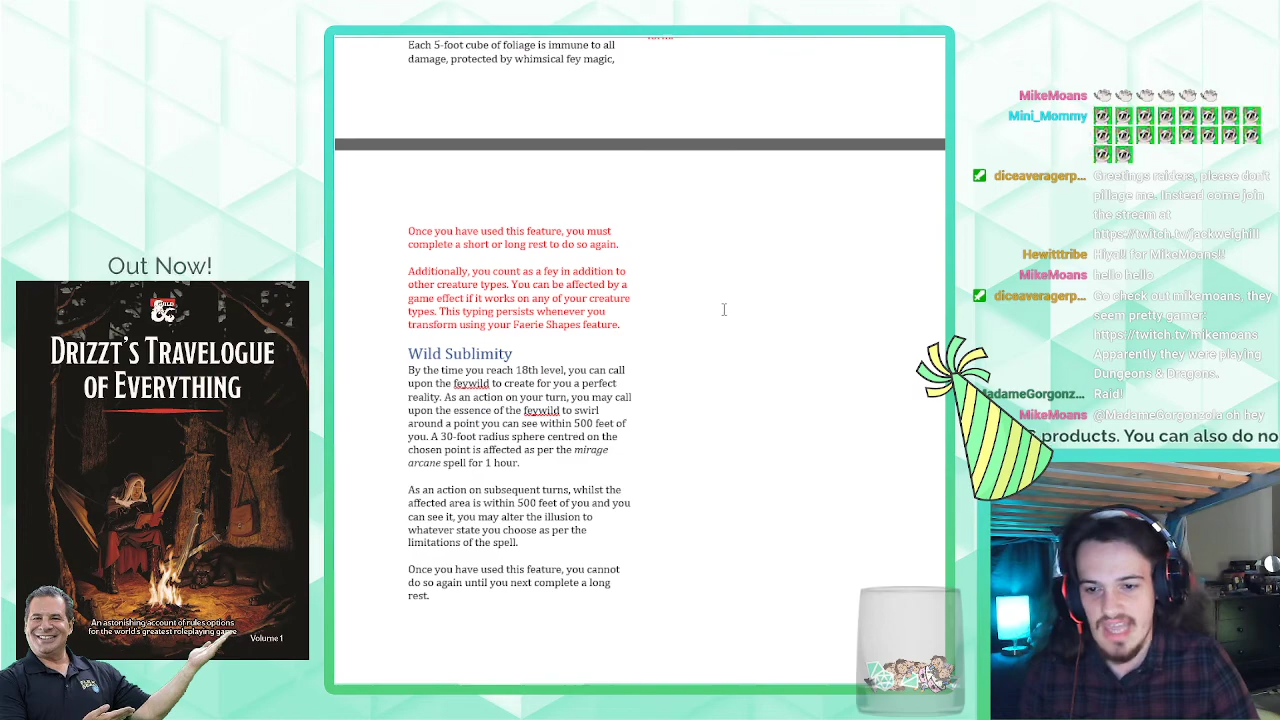 Out Now!
GUILD
&
DRIZZT'S TRAVELOGUE
OF EVERYTHING
An astonishing account of rules options
for the world's greatest roleplaying game
Volume 1
Each 5-foot cube of foliage is immune to all
damage, protected by whimsical fey magic,
Once you have used this feature, you must
complete a short or long rest to do so again.
Additionally, you count as a fey in addition to
other creature types. You can be affected by a
game effect if it works on any of your creature
types. This typing persists whenever you
transform using your Faerie Shapes feature.
Wild Sublimity
By the time you reach 18th level, you can call
upon the feywild to create for you a perfect
reality. As an action on your turn, you may call
upon the essence of the feywild to swirl
around a point you can see within 500 feet of
you. A 30-foot radius sphere centred on the
chosen point is affected as per the mirage
arcane spell for 1 hour.
As an action on subsequent turns, whilst the
affected area is within 500 feet of you and you
can see it, you may alter the illusion to
whatever state you choose as per the
limitations of the spell.
Once you have used this feature, you cannot
do so again until you next complete a long
rest.
MikeMoans
Mini_Mommy
diceaveragerp... Greetings raiders, please don't
pillage me. Instead come join
the stream at
https://twitch.tv/jackweighill
Hewitttribe Hiya!! for MikeMoans!!
MikeMoans hello hello
diceaveragerp... Go check out mikemoans, they
seem pretty gamer:
https://twitch.tv/mikemoans
Apparently they were playing
Dungeons & Dragons.
MadameGorgonz... Raid!
MikeMoans @MadameGorgonzola oh hey
products. You can also do no